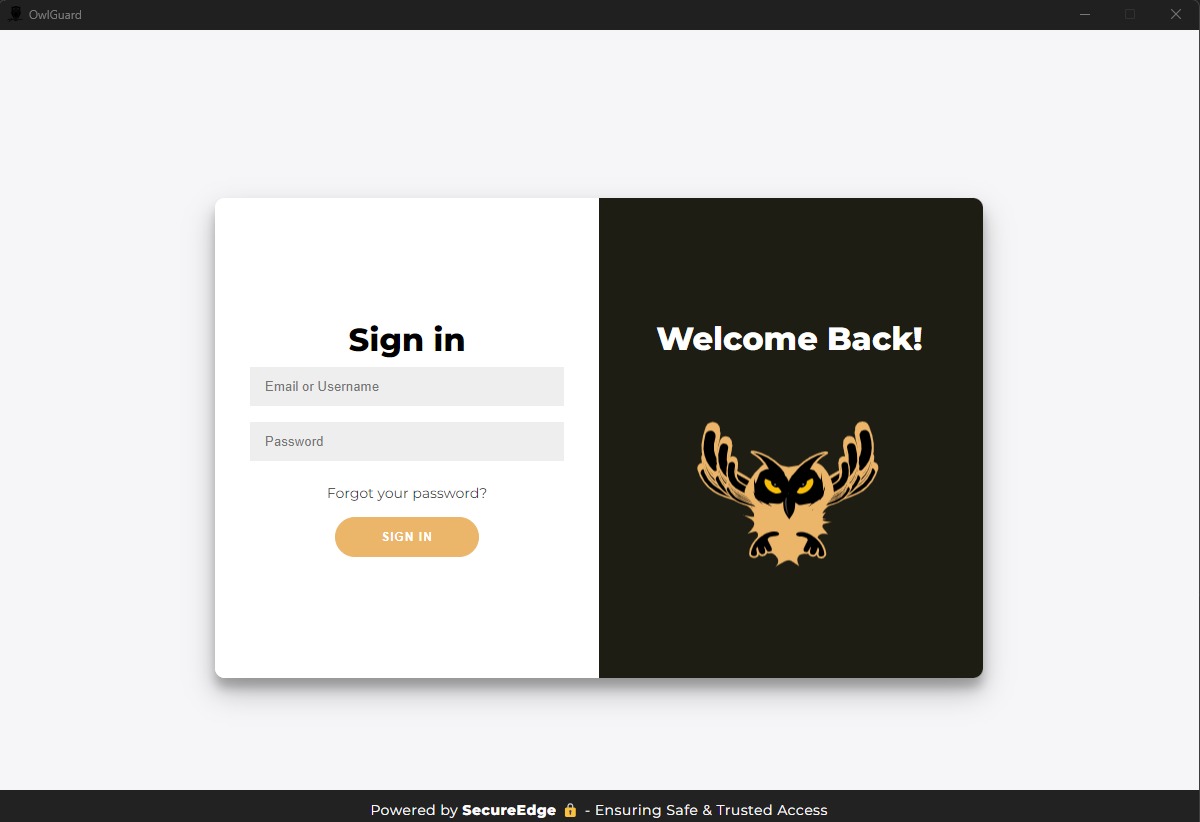 OwlGuard
Sign in
Email or Username
Password
Forgot your password?
SIGN IN
Welcome Back!
Powered by SecureEdge 🔒 - Ensuring Safe & Trusted Access